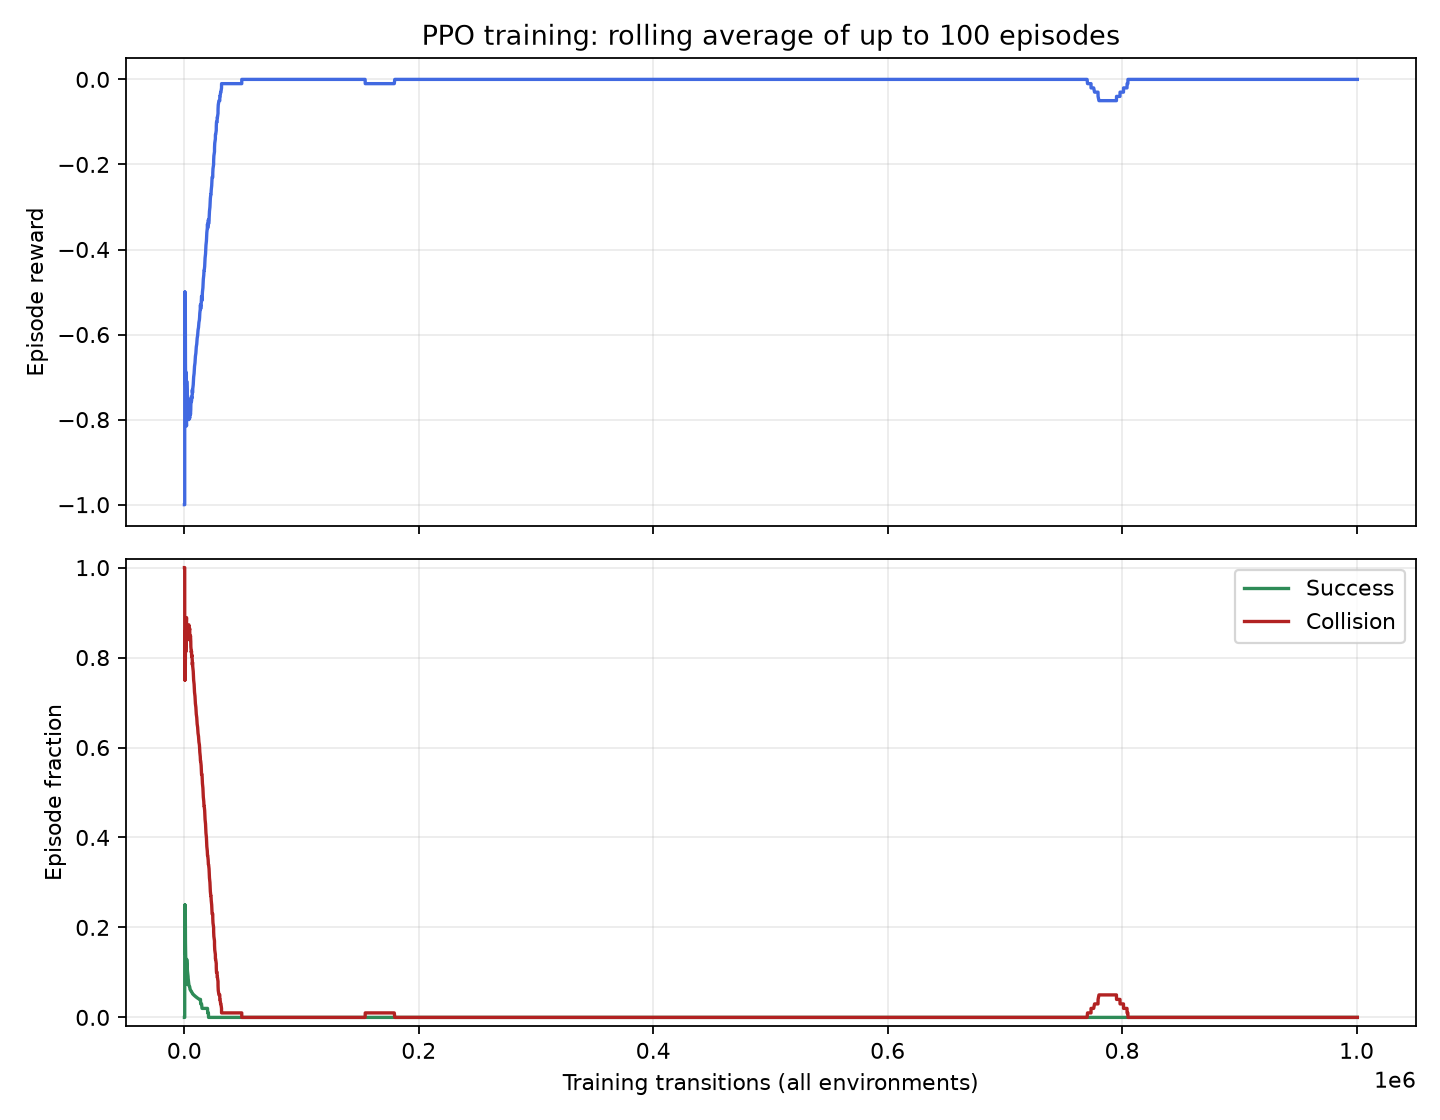 PPO training: rolling average of up to 100 episodes
0.0
−0.2
−0.4
−0.6
−0.8
−1.0
Episode reward
1.0
0.8
0.6
0.4
0.2
0.0
Episode fraction
Success
Collision
0.0 0.2 0.4 0.6 0.8 1.0
1e6
Training transitions (all environments)